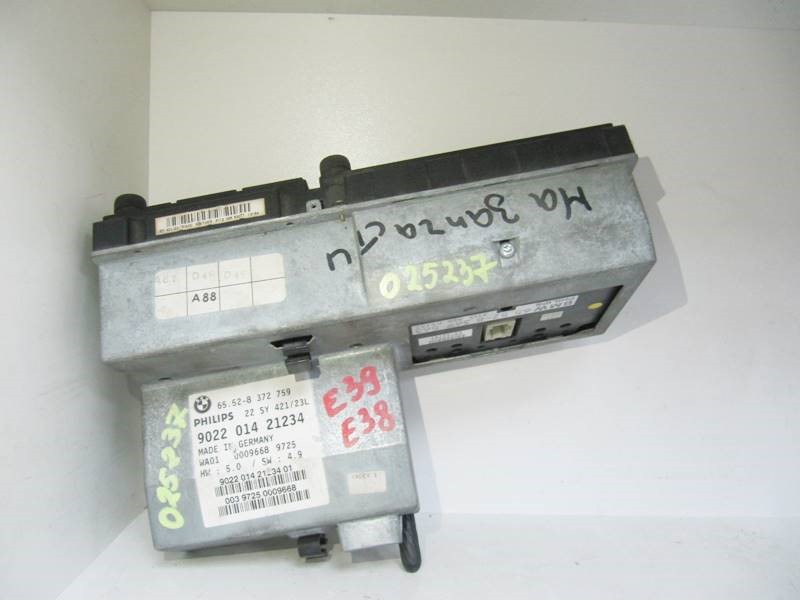 НА ЗАПЧАСТИ
025237
A88
65.52-8 372 759
PHILIPS 22 SY 421/23L
9022 014 21234
MADE IN GERMANY
WA01 0009668 9725
HW : 5.0 / SW : 4.9
9022 014 21234 01
003 9725 0009668
E39
E38
025237
BMW